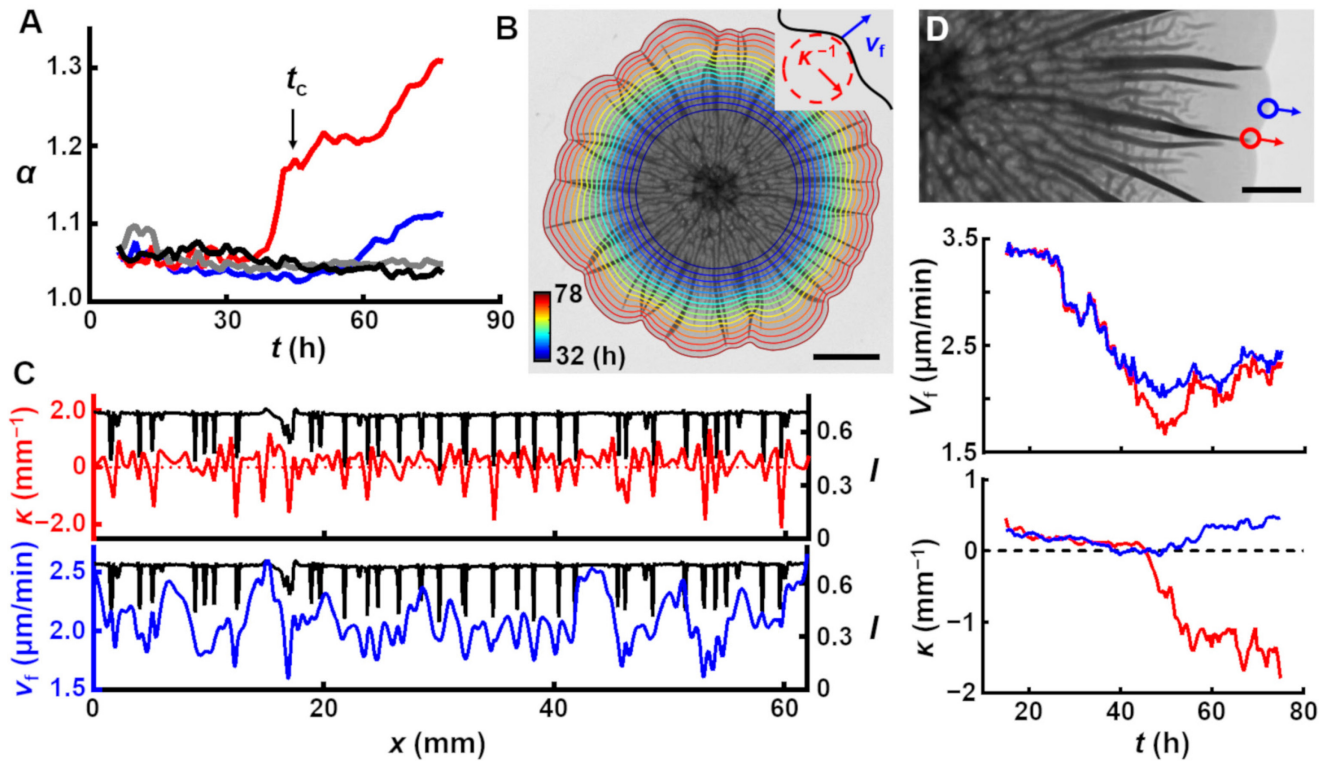 A
1.3
1.2
1.1
1.0
α
t_c
0
30
60
90
t (h)
B
κ⁻¹
v_f
78
32 (h)
C
2.0
0
−2.0
κ (mm⁻¹)
0.6
0.3
0
I
2.5
2.0
1.5
v_f (μm/min)
0.6
0.3
0
I
0
20
40
60
x (mm)
D
3.5
2.5
1.5
V_f (μm/min)
1
0
−1
−2
κ (mm⁻¹)
20
40
60
80
t (h)